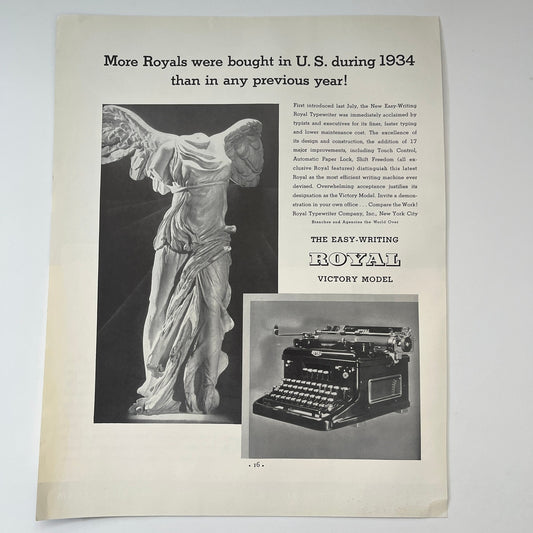 More Royals were bought in U. S. during 1934
than in any previous year!
First introduced last July, the New Easy-Writing
Royal Typewriter was immediately acclaimed by
typists and executives for its finer, faster typing
and lower maintenance cost. The excellence of
its design and construction, the addition of 17
major improvements, including Touch Control,
Automatic Paper Lock, Shift Freedom (all ex-
clusive Royal features) distinguish this latest
Royal as the most efficient writing machine ever
devised. Overwhelming acceptance justifies its
designation as the Victory Model. Invite a demon-
stration in your own office . . . Compare the Work!
Royal Typewriter Company, Inc., New York City
Branches and Agencies the World Over
THE EASY-WRITING
ROYAL
VICTORY MODEL
• 16 •